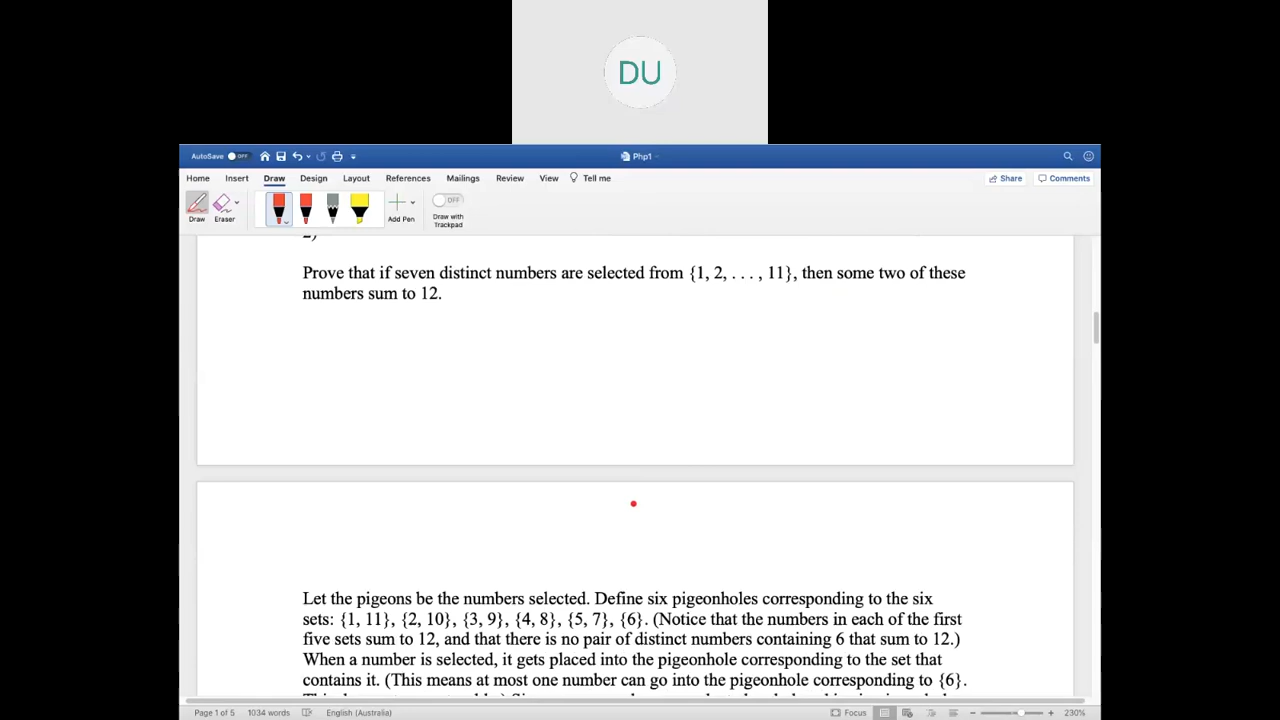 DU
AutoSave OFF
Php1
Home Insert Draw Design Layout References Mailings Review View Tell me
Share Comments
Draw Eraser Add Pen OFF
Draw with
Trackpad
2)
Prove that if seven distinct numbers are selected from {1, 2, . . . , 11}, then some two of these
numbers sum to 12.
Let the pigeons be the numbers selected. Define six pigeonholes corresponding to the six
sets: {1, 11}, {2, 10}, {3, 9}, {4, 8}, {5, 7}, {6}. (Notice that the numbers in each of the first
five sets sum to 12, and that there is no pair of distinct numbers containing 6 that sum to 12.)
When a number is selected, it gets placed into the pigeonhole corresponding to the set that
contains it. (This means at most one number can go into the pigeonhole corresponding to {6}.
Page 1 of 5 1034 words English (Australia) Focus 230%